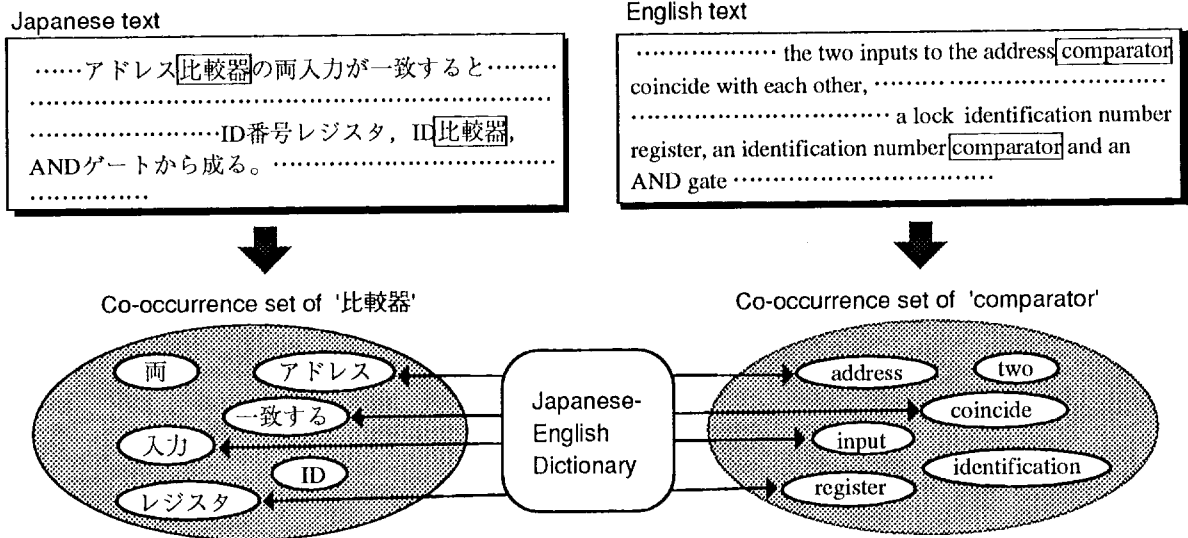 Japanese text
……アドレス比較器の両入力が一致すると………
……………………………………………………
…………………ID番号レジスタ，ID比較器，
ANDゲートから成る。…………………………
……………
English text
……………… the two inputs to the address comparator
coincide with each other, …………………………
……………………… a lock identification number
register, an identification number comparator and an
AND gate ………………………
Co-occurrence set of '比較器'
Co-occurrence set of 'comparator'
両
アドレス
一致する
入力
ID
レジスタ
Japanese-
English
Dictionary
address
two
coincide
input
identification
register